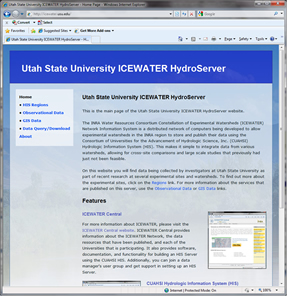 Utah State University ICEWATER HydroServer - Home Page - Windows Internet Explorer
Google
Convert
Select
Favorites
Suggested Sites
Get More Add-ons
Utah State University ICEWATER HydroServer - Home...
Page
Safety
Tools
Utah State University ICEWATER HydroServer
Home
HIS Regions
Observational Data
GIS Data
Data Query/Download
About
Utah State University ICEWATER HydroServer
This is the main page of the Utah State University ICEWATER HydroServer website.
The INRA Water Resources Consortium Constellation of Experimental Watersheds (ICEWATER)
Network Information System is a distributed network of computers being developed to allow
experimental watersheds in the INRA region to store and publish their data using the
Consortium of Universities for the Advancement of Hydrologic Science, Inc. (CUAHSI)
Hydrologic Information System (HIS). This makes it simple to integrate data from various
watersheds, allowing for cross-site comparisons and large scale studies that previously had
just not been feasible.
On this website you will find data being collected by investigators at Utah State University as
part of recent research at several experimental sites and watersheds. To find out more about
the experimental sites, click on the Regions link. For more information about the services that
are published on this server, use the Observational Data or GIS Data links.
Features
ICEWATER Central
For more information about ICEWATER, please visit the
ICEWATER Central website. ICEWATER Central provides
information about the ICEWATER Network, the data
resources that have been published, and each of the
Universities that is participating. It also provides software,
documentation, and functionality for building an HIS Server
using the CUAHSI HIS. Additionally, you can join a data
manager's user group and get support in setting up an HIS
Server.
CUAHSI Hydrologic Information System (HIS)
Internet | Protected Mode: On
100%